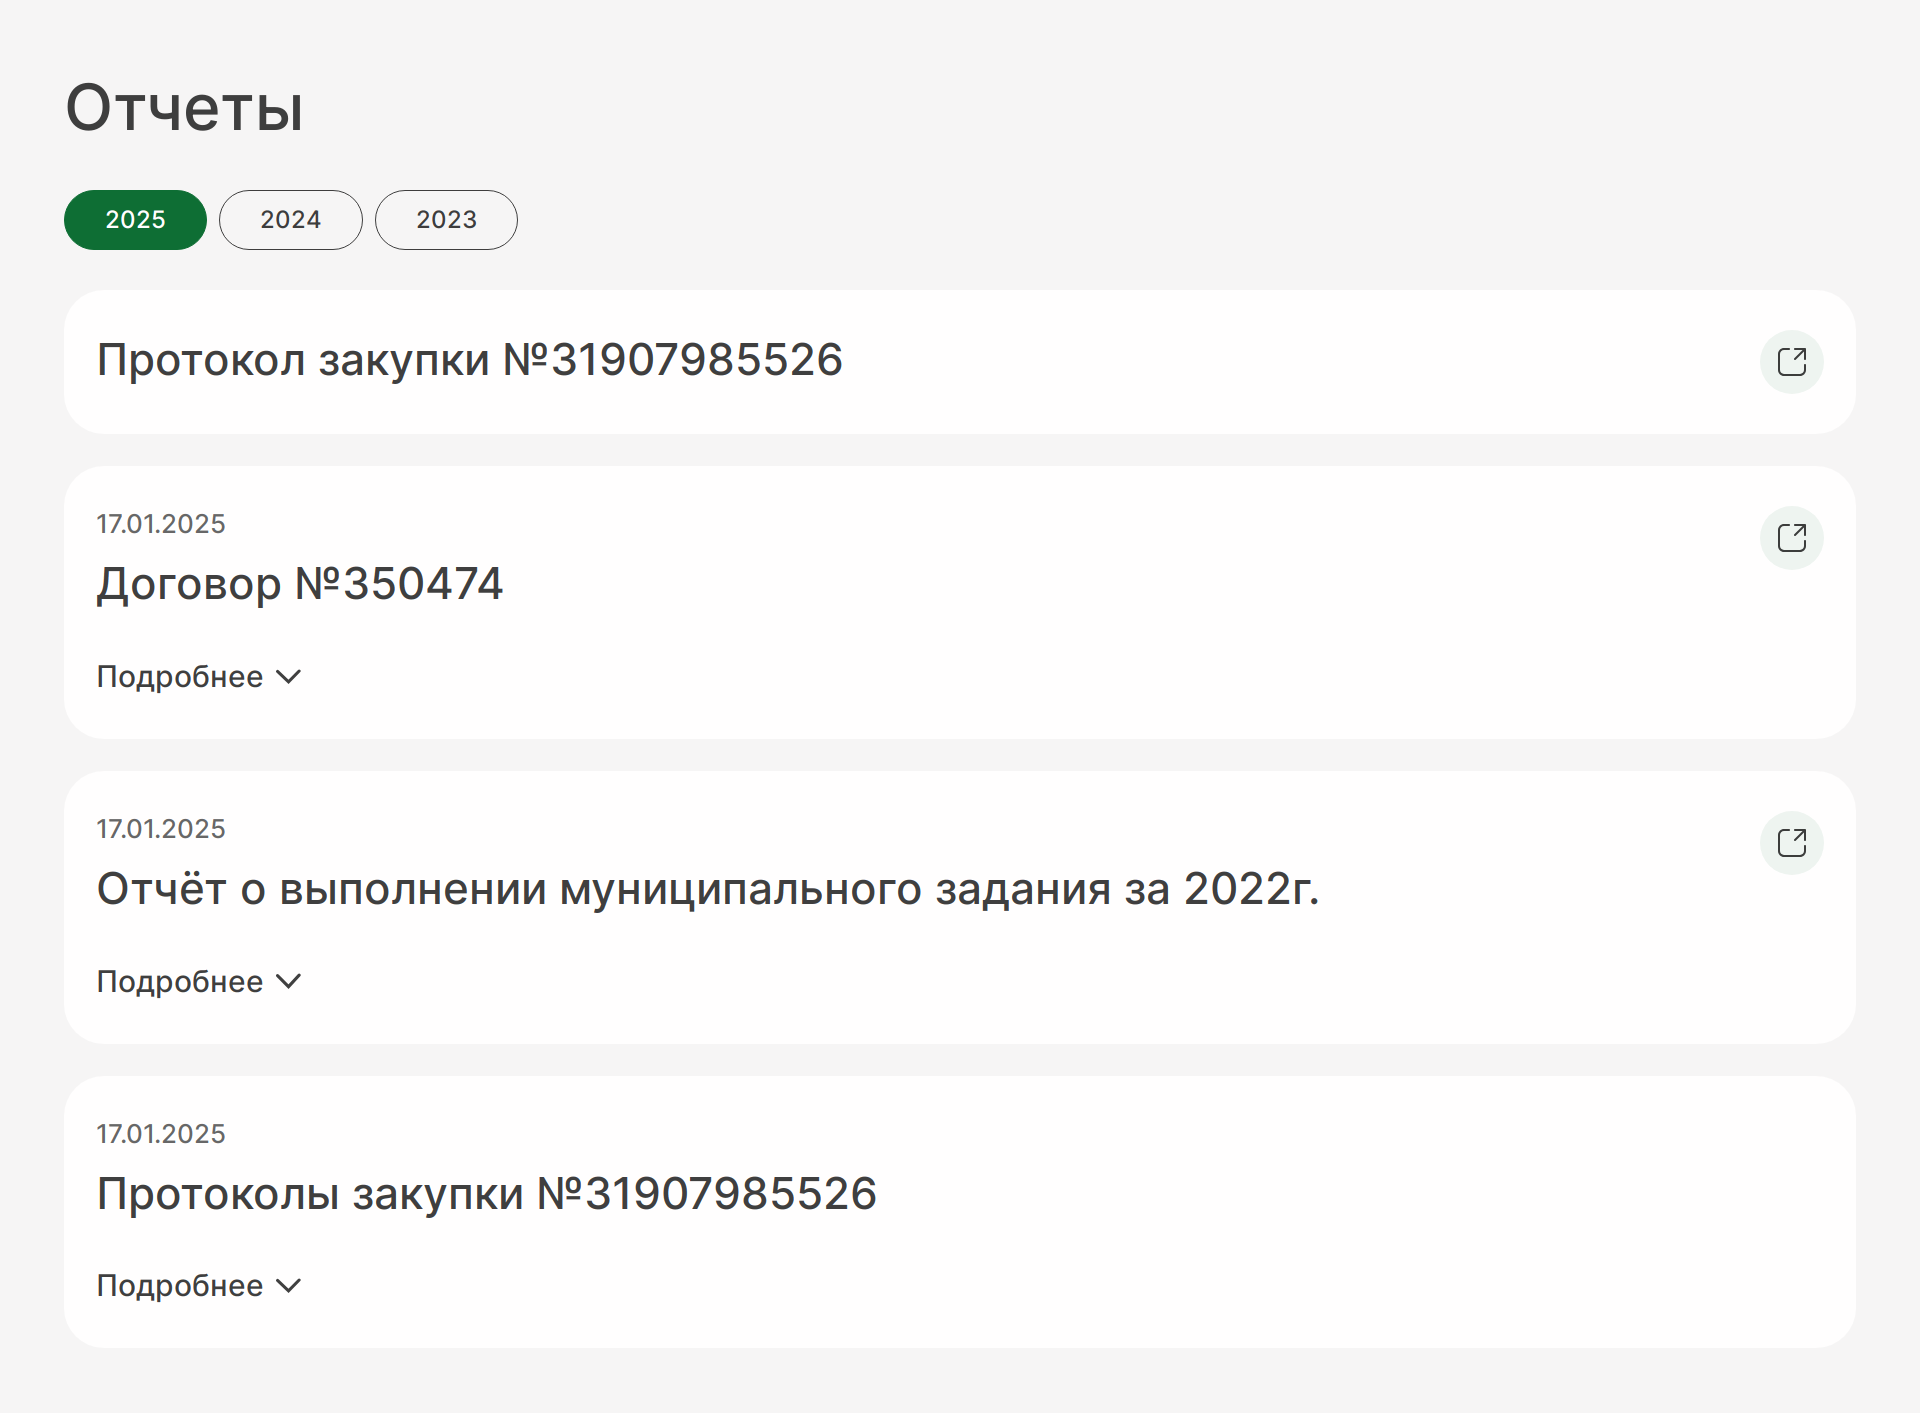 Отчеты
2025 2024 2023
Протокол закупки №31907985526
17.01.2025
Договор №350474
Подробнее
17.01.2025
Отчёт о выполнении муниципального задания за 2022г.
Подробнее
17.01.2025
Протоколы закупки №31907985526
Подробнее